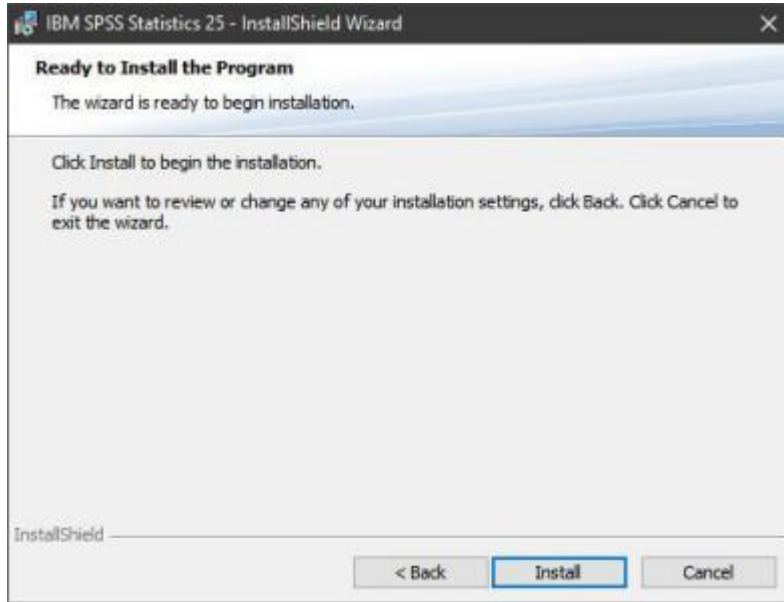 IBM SPSS Statistics 25 - InstallShield Wizard
Ready to Install the Program
The wizard is ready to begin installation.
Click Install to begin the installation.
If you want to review or change any of your installation settings, click Back. Click Cancel to
exit the wizard.
InstallShield
< Back Install Cancel